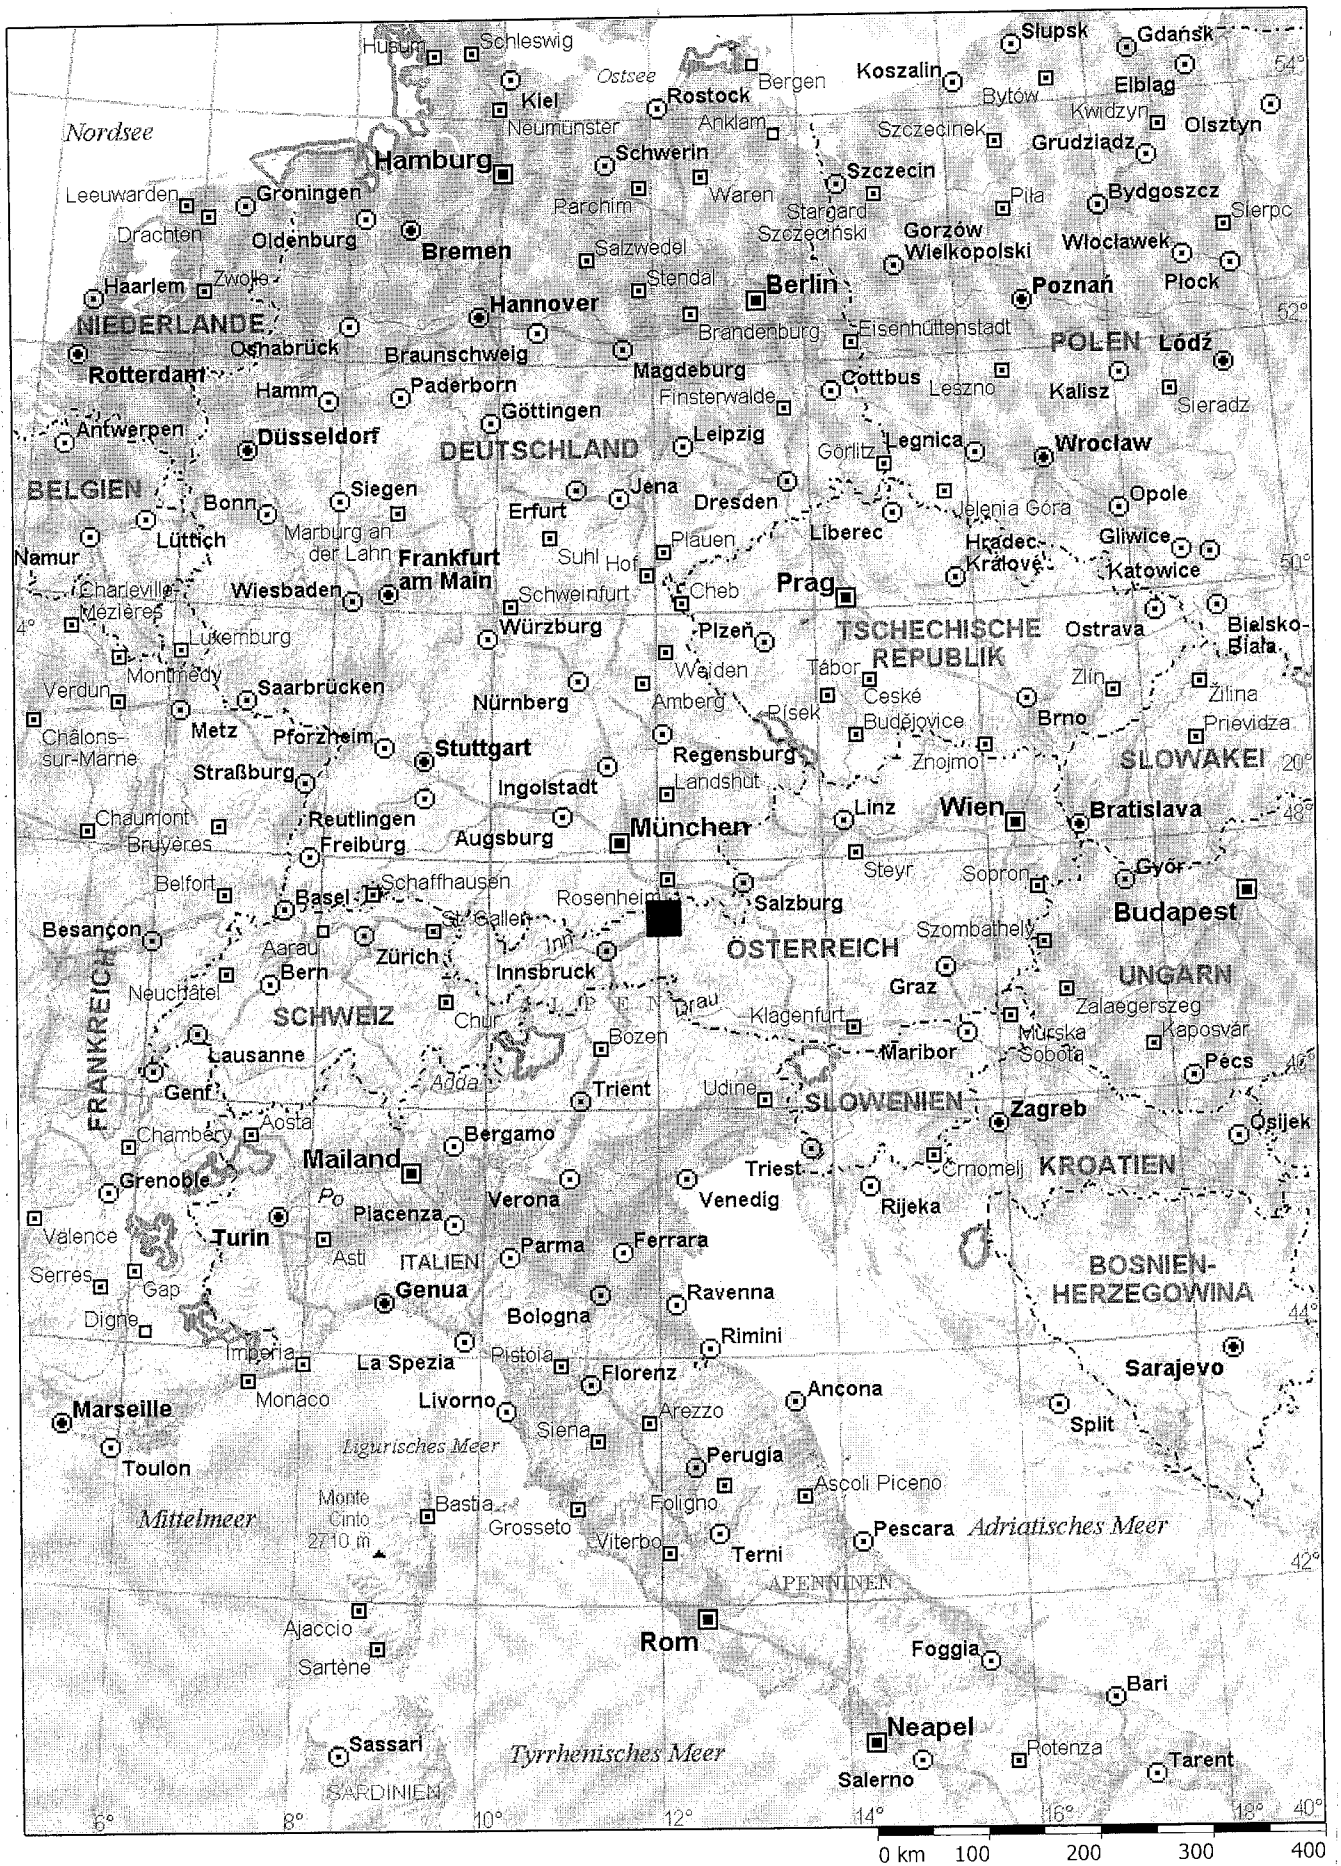 Husum
Schleswig
Słupsk
Gdańsk
54°
Ostsee
Bergen
Koszalin
Kiel
Rostock
Bytów
Elbląg
Nordsee
Neumünster
Anklam
Kwidzyn
Olsztyn
Szczecinek
Grudziądz
Hamburg
Schwerin
Szczecin
Leeuwarden
Groningen
Parchim
Waren
Piła
Bydgoszcz
Drachten
Oldenburg
Bremen
Stargard
Szczeciński
Sierpc
Gorzów
Wielkopolski
Włocławek
Salzwedel
Płock
Haarlem
Zwolle
Stendal
Berlin
Poznań
Hannover
NIEDERLANDE
Brandenburg
Eisenhüttenstadt
52°
Osnabrück
Braunschweig
POLEN
Łódź
Rotterdam
Magdeburg
Hamm
Paderborn
Finsterwalde
Cottbus
Leszno
Kalisz
Sieradz
Göttingen
Antwerpen
Düsseldorf
DEUTSCHLAND
Leipzig
Görlitz
Legnica
Wrocław
BELGIEN
Bonn
Siegen
Erfurt
Jena
Dresden
Opole
Jelenia Góra
Lüttich
Marburg an
der Lahn
Liberec
Namur
Frankfurt
am Main
Suhl
Hof
Plauen
Hradec
Králové
Gliwice
Katowice
Charleville-
Mézières
Wiesbaden
Schweinfurt
Cheb
Prag
4°
Luxemburg
Würzburg
Plzeň
TSCHECHISCHE
REPUBLIK
Ostrava
Bielsko-
Biała
Montmédy
Verdun
Saarbrücken
Nürnberg
Weiden
Amberg
Tábor
České
Budějovice
Písek
Zlín
Žilina
Metz
Pforzheim
Brno
Prievidza
Châlons-
sur-Marne
Stuttgart
Regensburg
Znojmo
SLOWAKEI
20°
Straßburg
Ingolstadt
Landshut
Chaumont
Bruyères
Reutlingen
Freiburg
Augsburg
München
Linz
Wien
Bratislava
48°
Steyr
Belfort
Basel
Schaffhausen
Rosenheim
Salzburg
Sopron
Győr
Budapest
Besançon
Aarau
Zürich
St. Gallen
Inn
Innsbruck
ÖSTERREICH
Szombathely
FRANKREICH
Neuchâtel
Bern
Graz
UNGARN
SCHWEIZ
Chur
ALPEN
Drau
Klagenfurt
Zalaegerszeg
Murska
Sobota
Kaposvár
Lausanne
Bozen
Maribor
Pécs
Genf
Adda
Trient
Udine
SLOWENIEN
Zagreb
Chambéry
Aosta
Bergamo
Osijek
Mailand
Triest
Črnomelj
KROATIEN
Grenoble
Po
Verona
Venedig
Rijeka
Valence
Turin
Piacenza
Asti
ITALIEN
Parma
Ferrara
Serres
Gap
BOSNIEN-
HERZEGOWINA
Genua
Bologna
Ravenna
Digne
44°
Imperia
La Spezia
Pistoia
Rimini
Sarajevo
Monaco
Florenz
Marseille
Livorno
Ancona
Split
Arezzo
Toulon
Ligurisches Meer
Siena
Perugia
Mittelmeer
Monte
Cinto
2710 m
Bastia
Grosseto
Foligno
Ascoli Piceno
Viterbo
Terni
Pescara
Adriatisches Meer
APENNINEN
42°
Ajaccio
Rom
Sartène
Foggia
Bari
Neapel
Sassari
Tyrrhenisches Meer
Salerno
Potenza
Tarent
SARDINIEN
6°
8°
10°
12°
14°
16°
18°
40°
0 km
100
200
300
400